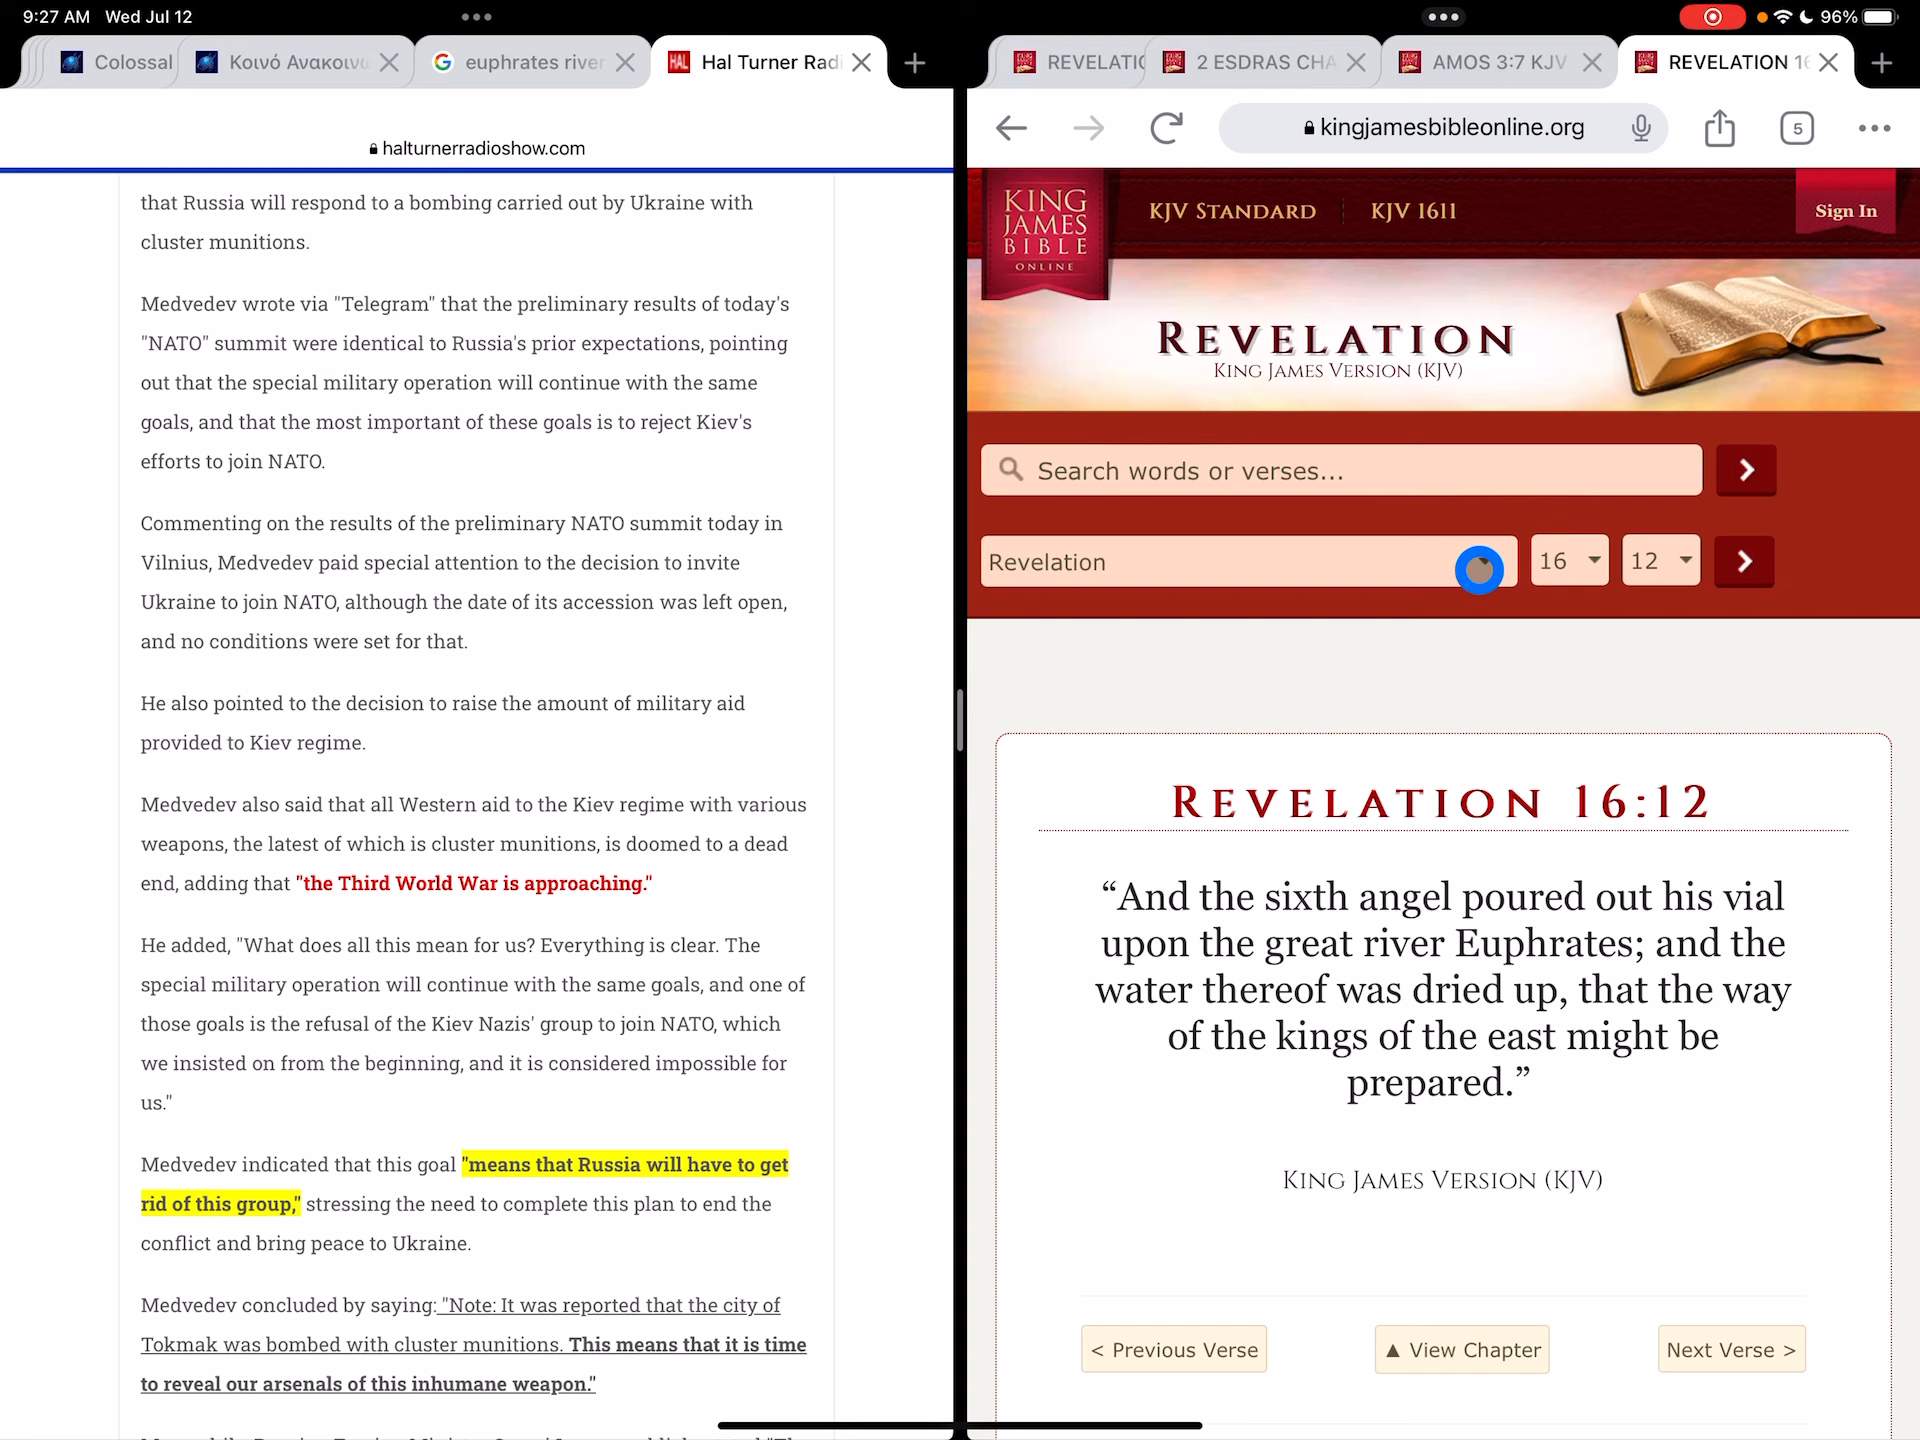 9:27 AM Wed Jul 12
96%
Colossal
Κοινό Ανακοινω
euphrates river
HAL
Hal Turner Radi
halturnerradioshow.com
that Russia will respond to a bombing carried out by Ukraine with
cluster munitions.
Medvedev wrote via "Telegram" that the preliminary results of today's
"NATO" summit were identical to Russia's prior expectations, pointing
out that the special military operation will continue with the same
goals, and that the most important of these goals is to reject Kiev's
efforts to join NATO.
Commenting on the results of the preliminary NATO summit today in
Vilnius, Medvedev paid special attention to the decision to invite
Ukraine to join NATO, although the date of its accession was left open,
and no conditions were set for that.
He also pointed to the decision to raise the amount of military aid
provided to Kiev regime.
Medvedev also said that all Western aid to the Kiev regime with various
weapons, the latest of which is cluster munitions, is doomed to a dead
end, adding that "the Third World War is approaching."
He added, "What does all this mean for us? Everything is clear. The
special military operation will continue with the same goals, and one of
those goals is the refusal of the Kiev Nazis' group to join NATO, which
we insisted on from the beginning, and it is considered impossible for
us."
Medvedev indicated that this goal "means that Russia will have to get
rid of this group," stressing the need to complete this plan to end the
conflict and bring peace to Ukraine.
Medvedev concluded by saying: "Note: It was reported that the city of
Tokmak was bombed with cluster munitions. This means that it is time
to reveal our arsenals of this inhumane weapon."
REVELATIO
2 ESDRAS CHA
AMOS 3:7 KJV
REVELATION 16
kingjamesbibleonline.org
5
KING
JAMES
BIBLE
ONLINE
KJV STANDARD
KJV 1611
Sign In
REVELATION
KING JAMES VERSION (KJV)
Search words or verses...
Revelation
16
12
REVELATION 16:12
“And the sixth angel poured out his vial
upon the great river Euphrates; and the
water thereof was dried up, that the way
of the kings of the east might be
prepared.”
KING JAMES VERSION (KJV)
< Previous Verse
▲ View Chapter
Next Verse >